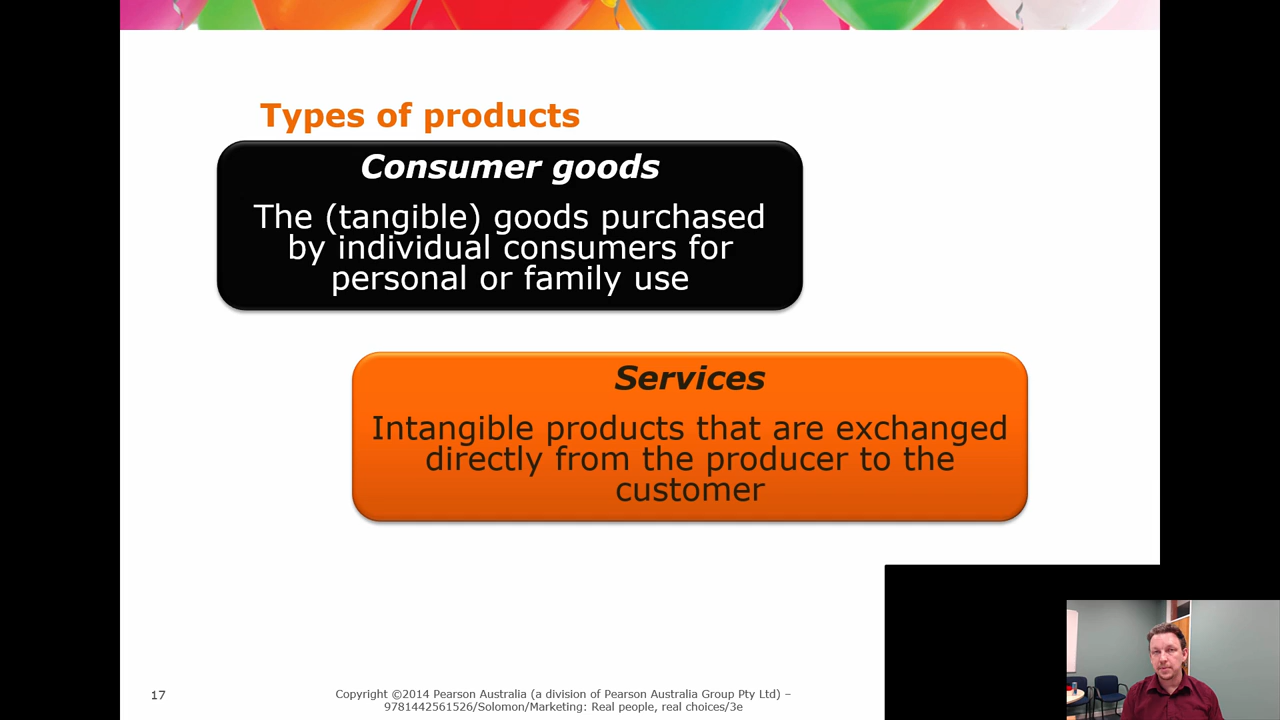 Types of products
Consumer goods
The (tangible) goods purchased
by individual consumers for
personal or family use
Services
Intangible products that are exchanged
directly from the producer to the
customer
17
Copyright ©2014 Pearson Australia (a division of Pearson Australia Group Pty Ltd) –
9781442561526/Solomon/Marketing: Real people, real choices/3e